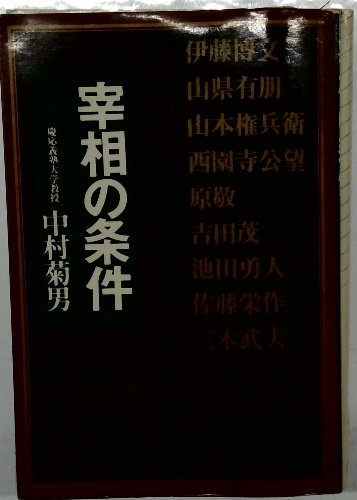 伊藤博文
山県有朋
山本権兵衛
西園寺公望
原敬
吉田茂
池田勇人
佐藤栄作
三木武夫
宰相の条件
慶応義塾大学教授
中村菊男